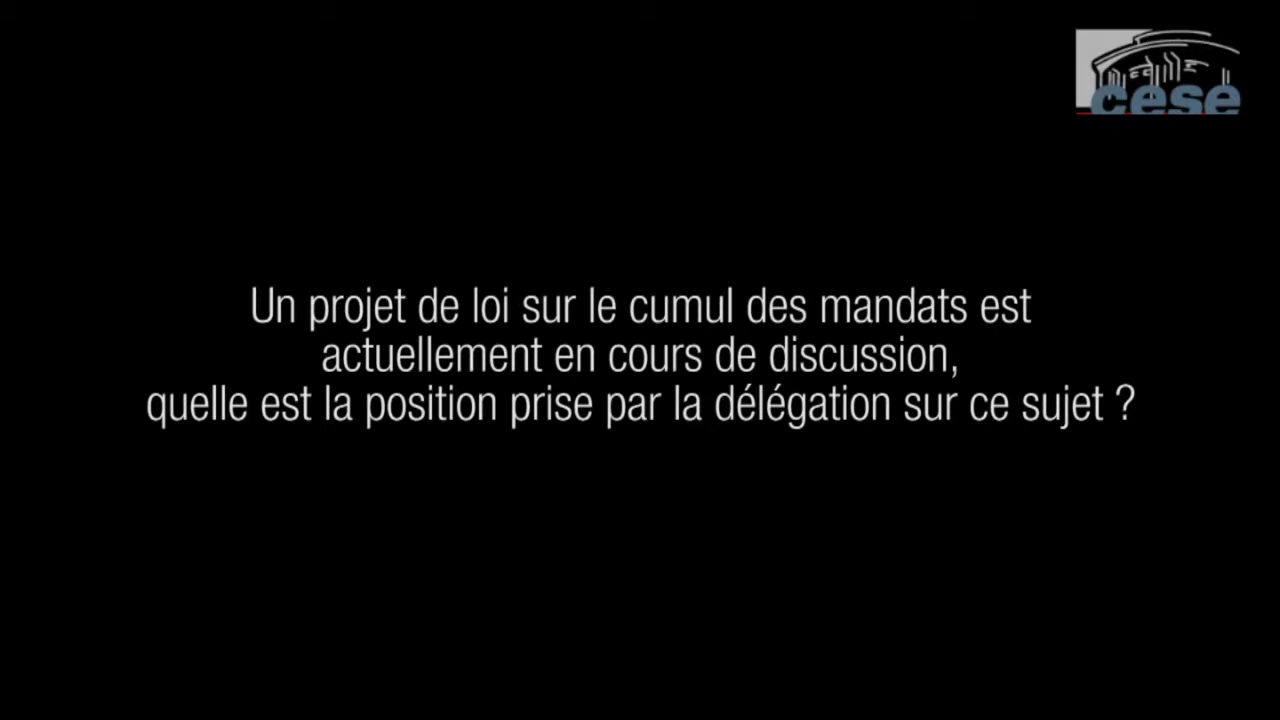 cese
Un projet de loi sur le cumul des mandats est
actuellement en cours de discussion,
quelle est la position prise par la délégation sur ce sujet ?